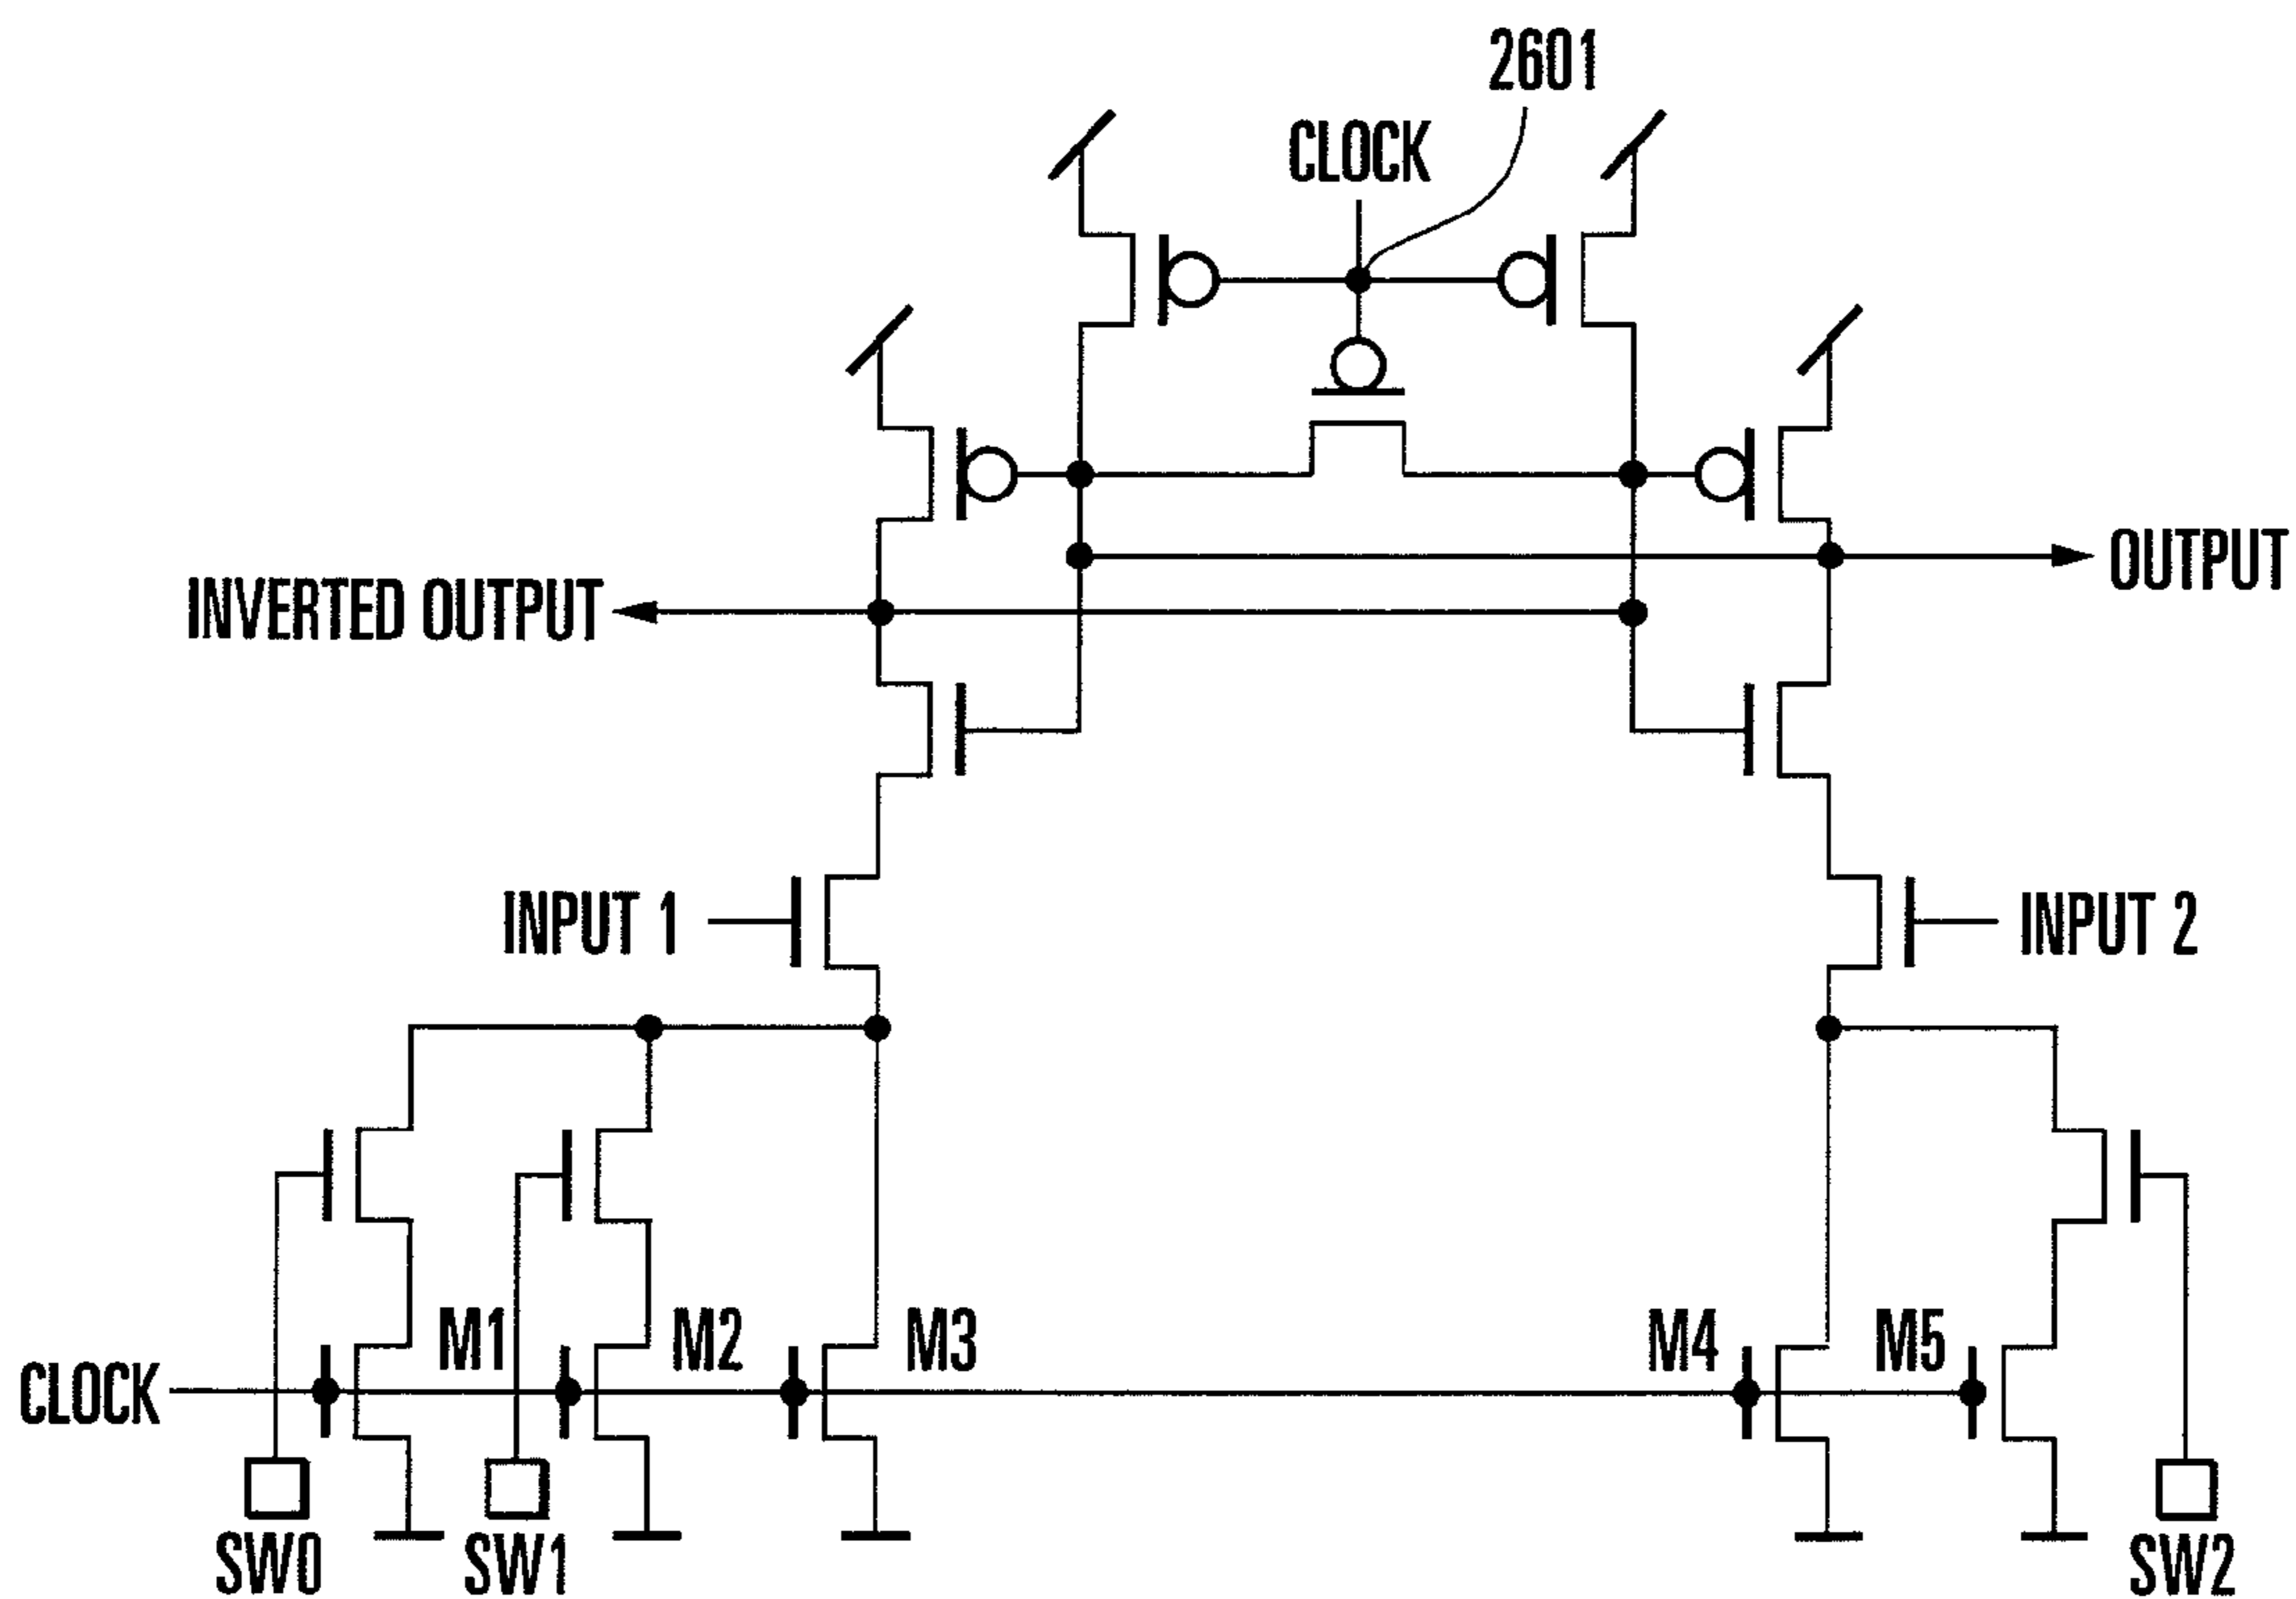 2601
CLOCK
OUTPUT
INVERTED OUTPUT
INPUT 1
INPUT 2
M1
M2
M3
M4
M5
CLOCK
SW0
SW1
SW2